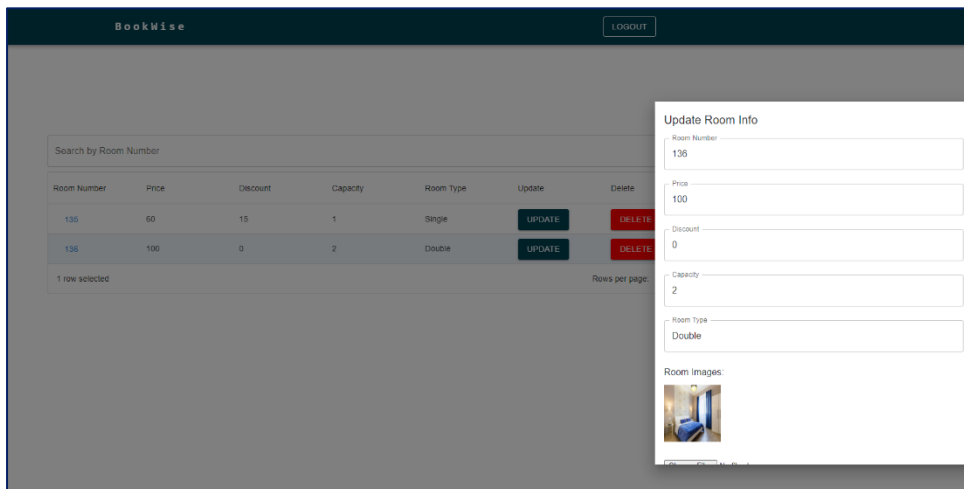 BookWise
LOGOUT
Search by Room Number
Room Number Price Discount Capacity Room Type Update Delete
136 60 15 1 Single UPDATE DELETE
136 100 0 2 Double UPDATE DELETE
1 row selected Rows per page:
Update Room Info
Room Number
136
Price
100
Discount
0
Capacity
2
Room Type
Double
Room Images: